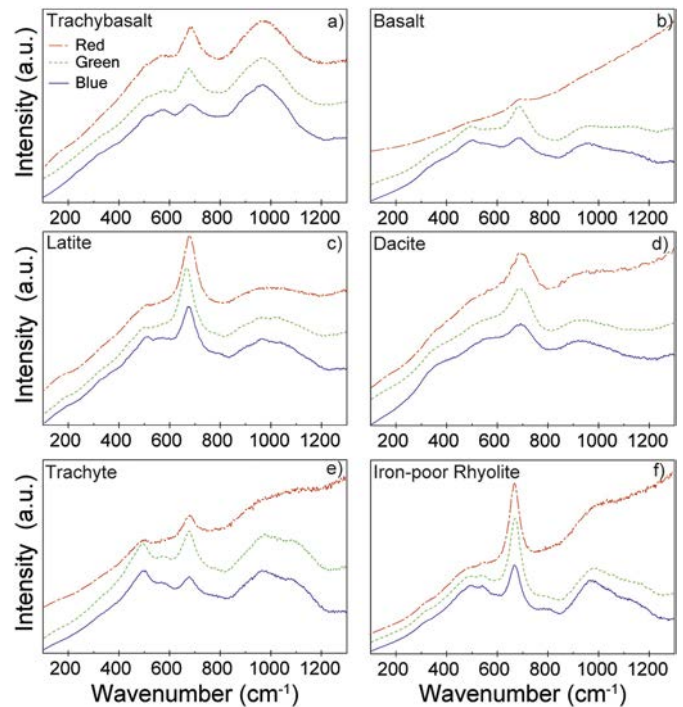 Trachybasalt a)
Red
Green
Blue
Intensity (a.u.)
200 400 600 800 1000 1200
Basalt b)
200 400 600 800 1000 1200
Latite c)
Intensity (a.u.)
200 400 600 800 1000 1200
Dacite d)
200 400 600 800 1000 1200
Trachyte e)
Intensity (a.u.)
200 400 600 800 1000 1200
Wavenumber (cm⁻¹)
Iron-poor Rhyolite f)
200 400 600 800 1000 1200
Wavenumber (cm⁻¹)